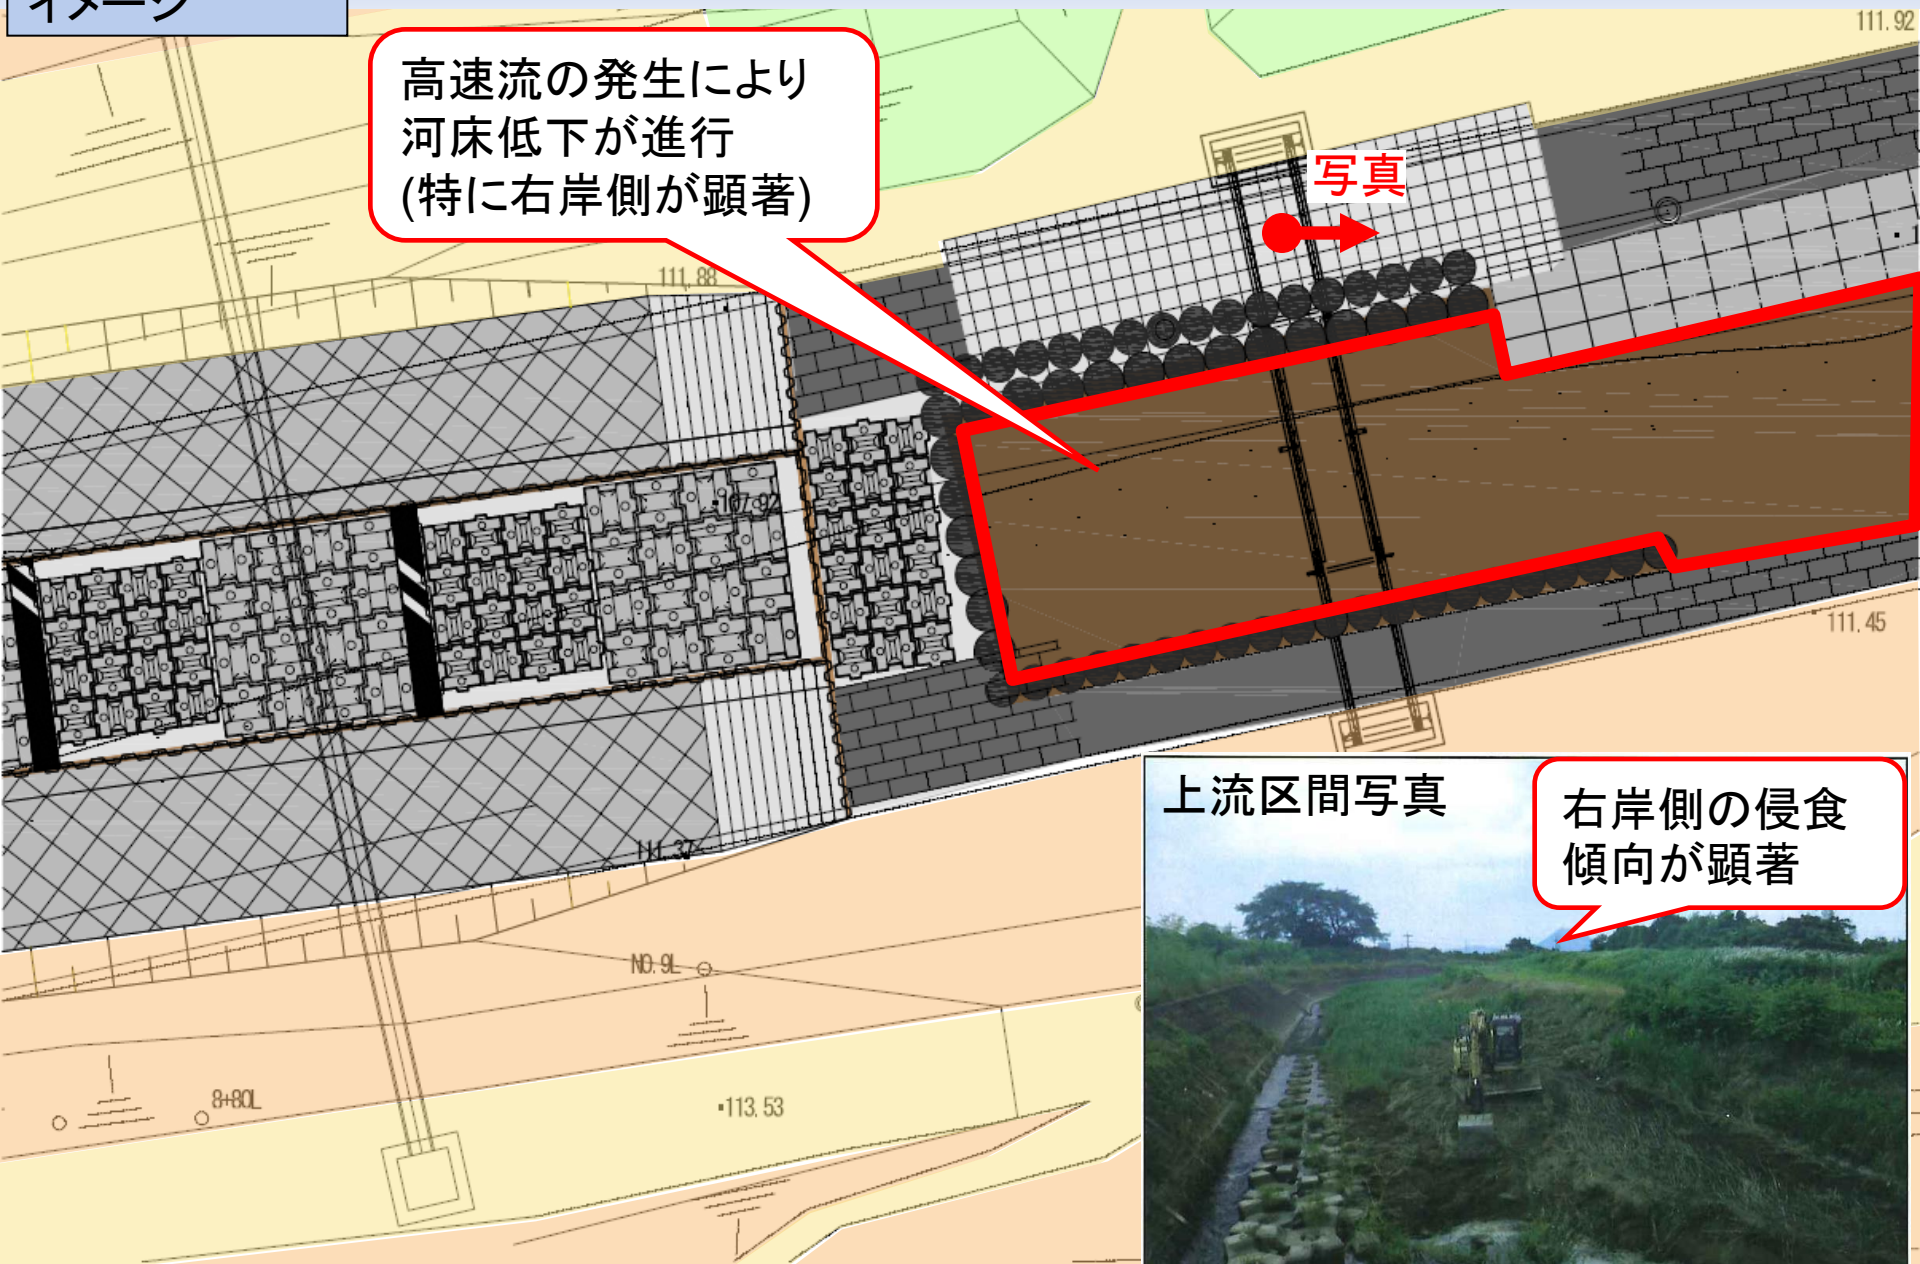 イメージ
111.92
高速流の発生により
河床低下が進行
(特に右岸側が顕著)
写真
111.88
107.92
111.45
111.37
上流区間写真
右岸側の侵食
傾向が顕著
NO.9L
8+80L
113.53